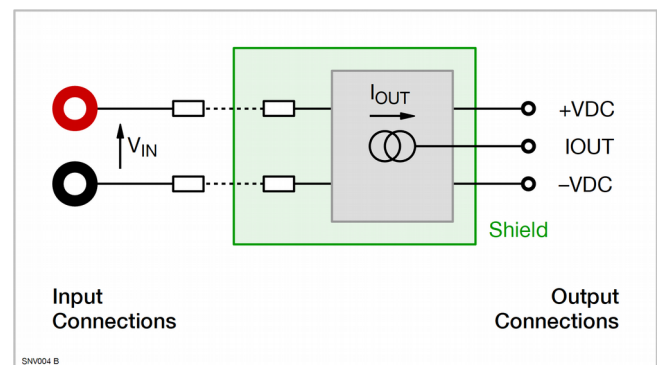 IOUT
+VDC
VIN
IOUT
–VDC
Shield
Input
Connections
Output
Connections
SNV004 B